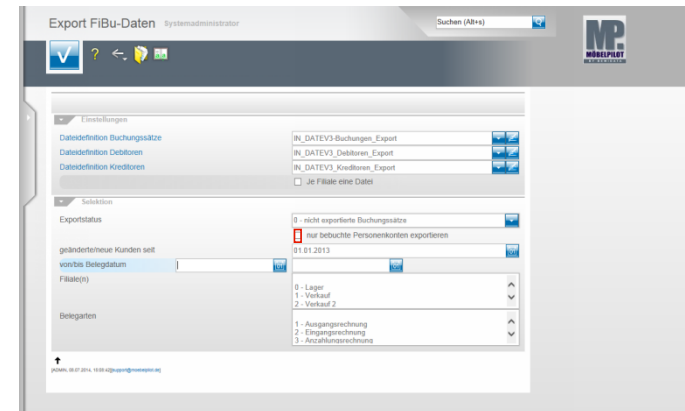 Export FiBu-Daten Systemadministrator
Suchen (Alt+s)
MP.
MÖBELPILOT
?
Einstellungen
Dateidefinition Buchungssätze
IN_DATEV3-Buchungen_Export
Dateidefinition Debitoren
IN_DATEV3_Debitoren_Export
Dateidefinition Kreditoren
IN_DATEV3_Kreditoren_Export
Je Filiale eine Datei
Selektion
Exportstatus
0 - nicht exportierte Buchungssätze
nur bebuchte Personenkonten exportieren
geänderte/neue Kunden seit
01.01.2013
von/bis Belegdatum
Filiale(n)
0 - Lager
1 - Verkauf
2 - Verkauf 2
Belegarten
1 - Ausgangsrechnung
2 - Eingangsrechnung
3 - Anzahlungsrechnung